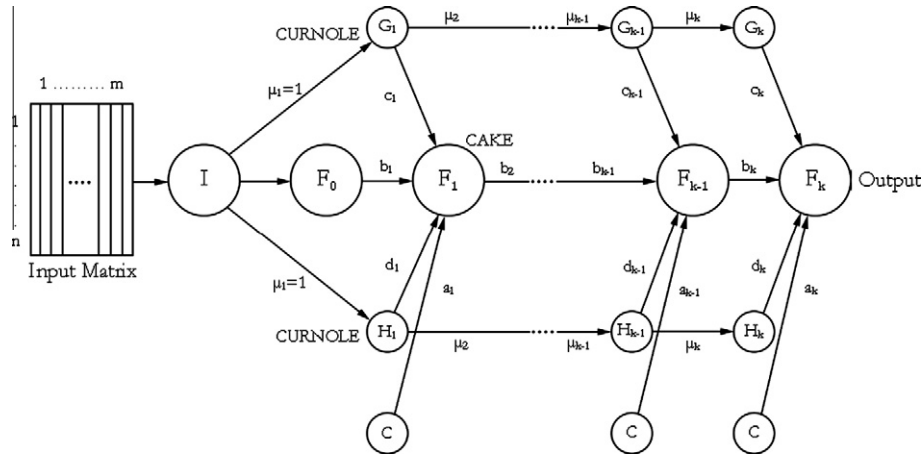 G₁ μ₂ μₖ₋₁ Gₖ₋₁ μₖ Gₖ
CURNOLE
1 ......... m
μ₁=1 c₁ cₖ₋₁ cₖ
1
.
.
.
.
.
n
....
CAKE
I F₀ b₁ F₁ b₂ .... bₖ₋₁ Fₖ₋₁ bₖ Fₖ Output
Input Matrix
μ₁=1 d₁ a₁ dₖ₋₁ aₖ₋₁ dₖ aₖ
CURNOLE H₁ μ₂ .... μₖ₋₁ Hₖ₋₁ μₖ Hₖ
C C C